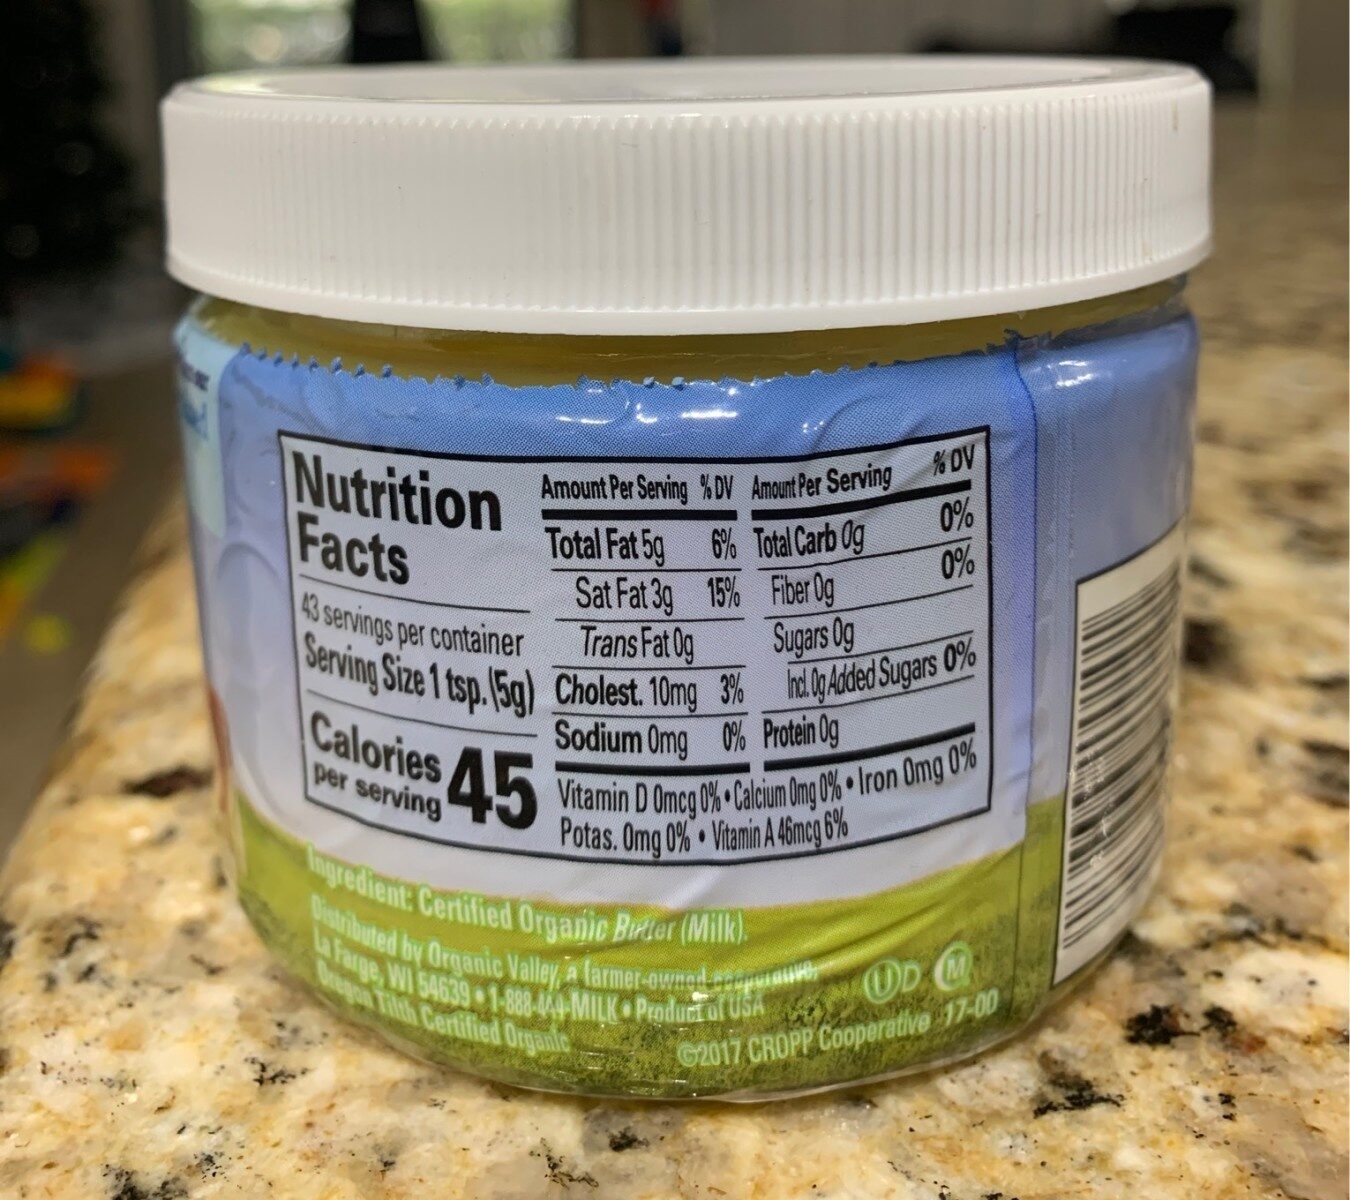 Nutrition
Facts
43 servings per container
Serving Size 1 tsp. (5g)
Calories
per serving 45
Amount Per Serving % DV
Total Fat 5g 6%
Sat Fat 3g 15%
Trans Fat 0g
Cholest. 10mg 3%
Sodium 0mg 0%
Amount Per Serving % DV
Total Carb 0g 0%
Fiber 0g 0%
Sugars 0g
Incl. 0g Added Sugars 0%
Protein 0g
Vitamin D 0mcg 0% • Calcium 0mg 0% • Iron 0mg 0%
Potas. 0mg 0% • Vitamin A 46mcg 6%
Ingredient: Certified Organic Butter (Milk).
Distributed by Organic Valley, a farmer-owned cooperative,
La Farge, WI 54639 • 1-888-444-MILK • Product of USA
Oregon Tilth Certified Organic
U D M
©2017 CROPP Cooperative 17-00